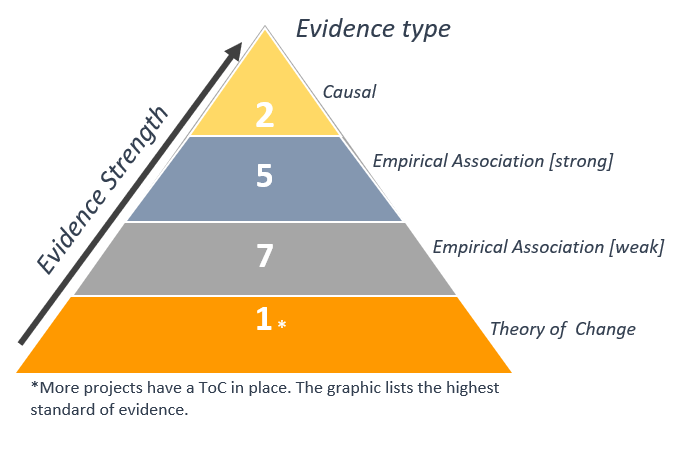 Evidence type
Evidence Strength
Causal
2
Empirical Association [strong]
5
Empirical Association [weak]
7
Theory of Change
1 *
*More projects have a ToC in place. The graphic lists the highest
standard of evidence.